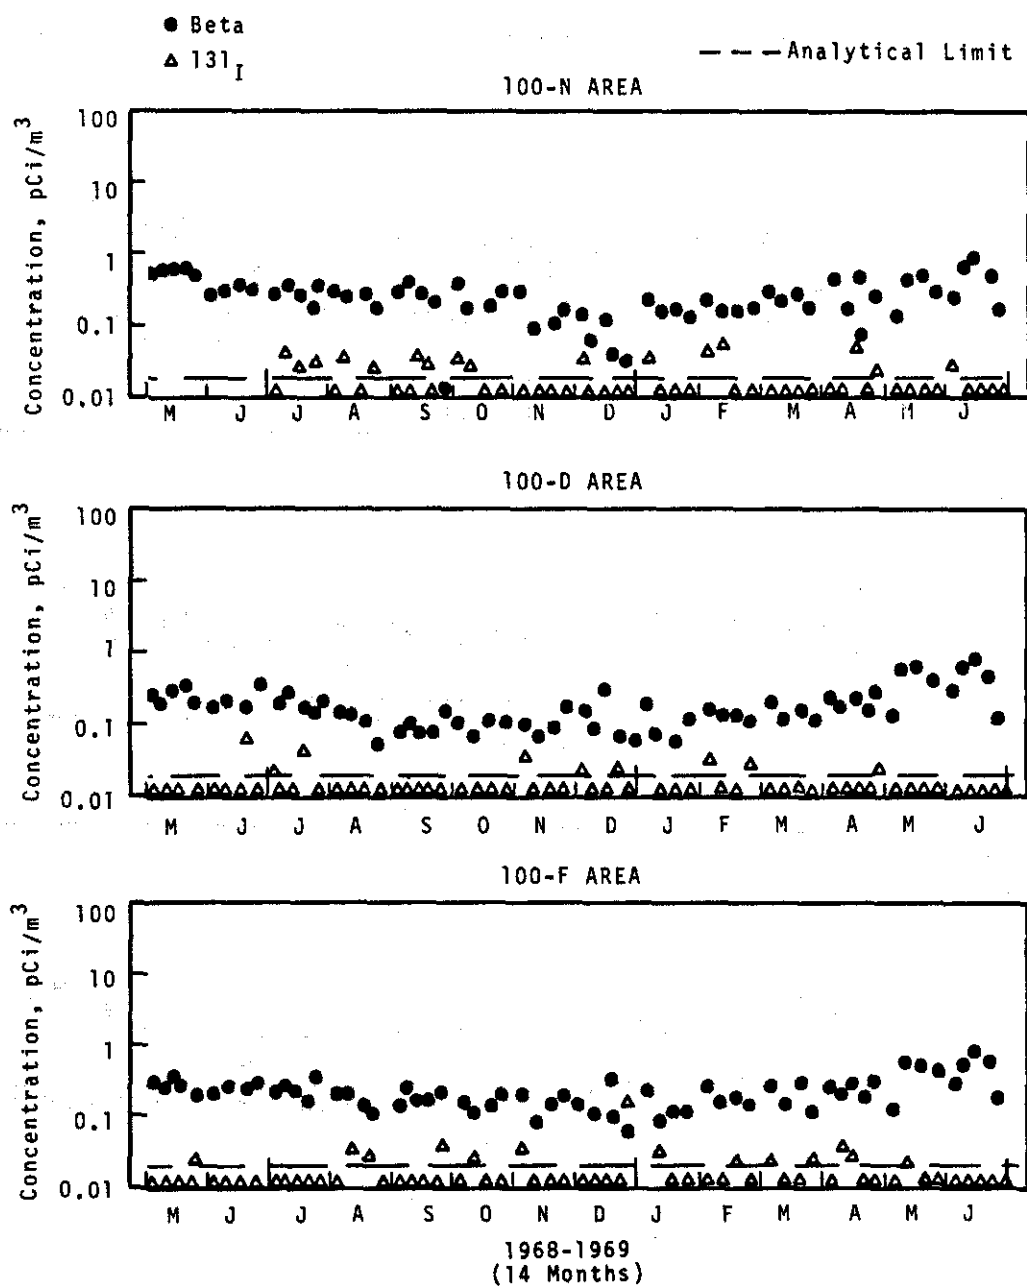 ● Beta
△ 131I
--- Analytical Limit
100-N AREA
Concentration, pCi/m³
100
10
1
0.1
0.01
M J J A S O N D J F M A M J
100-D AREA
Concentration, pCi/m³
100
10
1
0.1
0.01
M J J A S O N D J F M A M J
100-F AREA
Concentration, pCi/m³
100
10
1
0.1
0.01
M J J A S O N D J F M A M J
1968-1969
(14 Months)